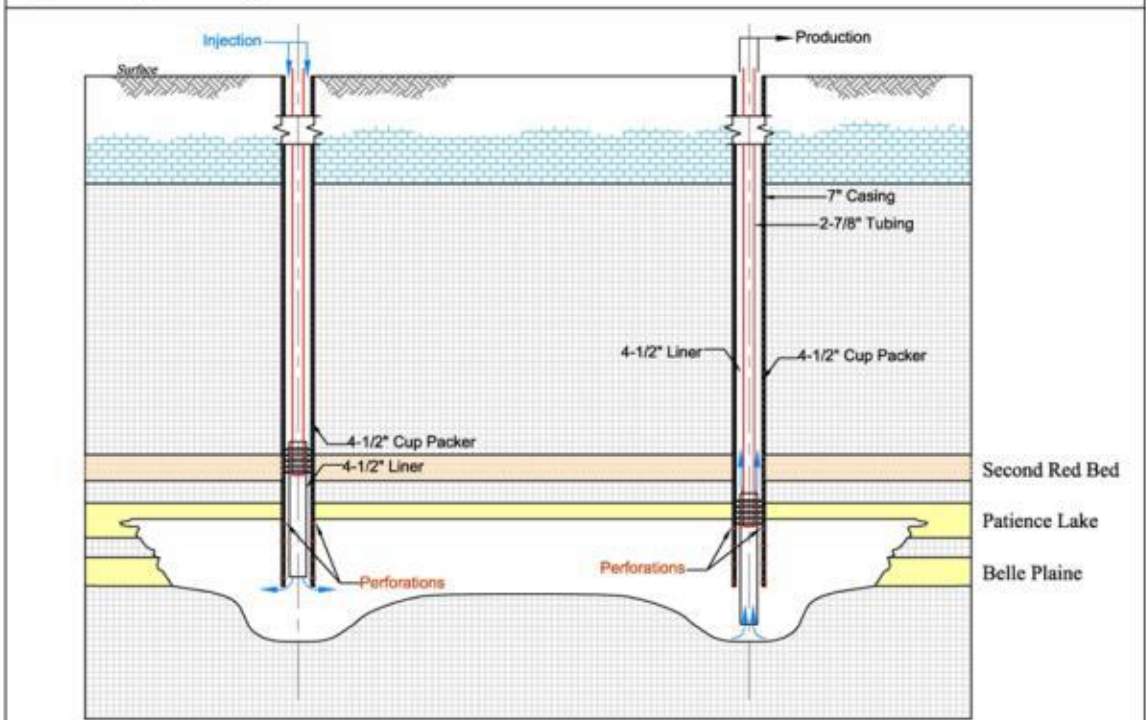 Injection
Production
Surface
7" Casing
2-7/8" Tubing
4-1/2" Liner
4-1/2" Cup Packer
4-1/2" Cup Packer
4-1/2" Liner
Second Red Bed
Patience Lake
Perforations
Perforations
Belle Plaine